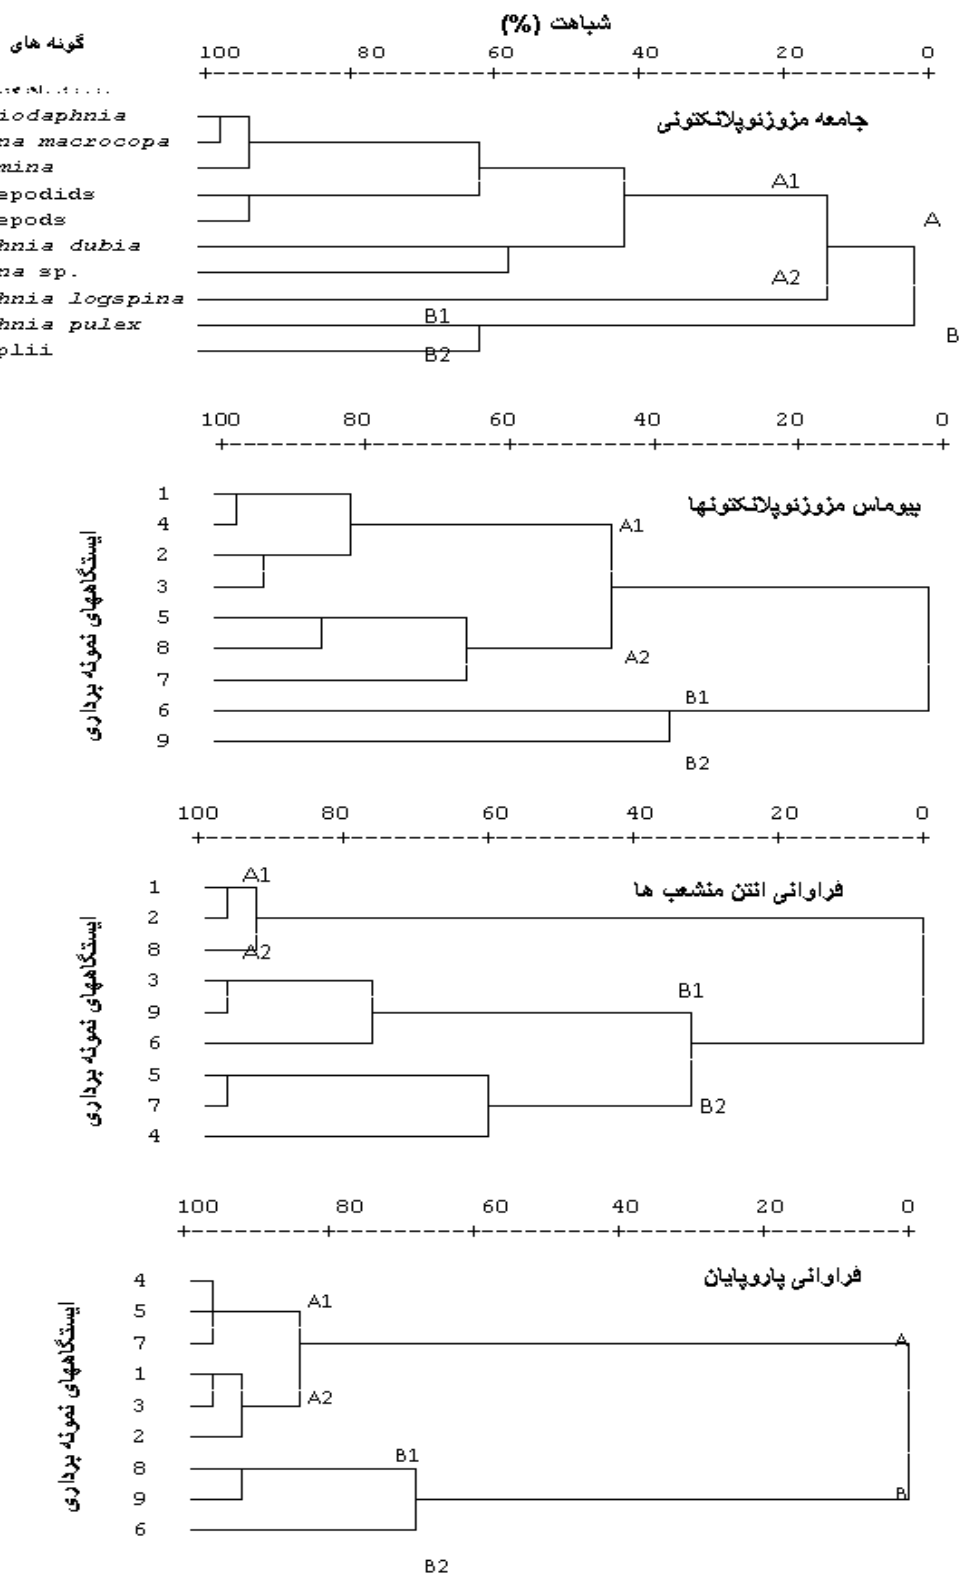 شباهت (%)
گونه های
100 80 60 40 20 0
جامعه مزوزئوپلانکتونی
iodaphnia
na macrocopa
mina
epodids
epods
hnia dubia
na sp.
hnia logspina
hnia pulex
plii
A1
A
A2
B1
B
B2
100 80 60 40 20 0
بیوماس مزوزئوپلانکتونها
ایستگاههای نمونه برداری
1
4
2
3
5
8
7
6
9
A1
A2
B1
B2
100 80 60 40 20 0
فراوانی انتن منشعب ها
ایستگاههای نمونه برداری
1
2
8
3
9
6
5
7
4
A1
A2
B1
B2
100 80 60 40 20 0
فراوانی پاروپایان
ایستگاههای نمونه برداری
4
5
7
1
3
2
8
9
6
A1
A
A2
B1
B
B2